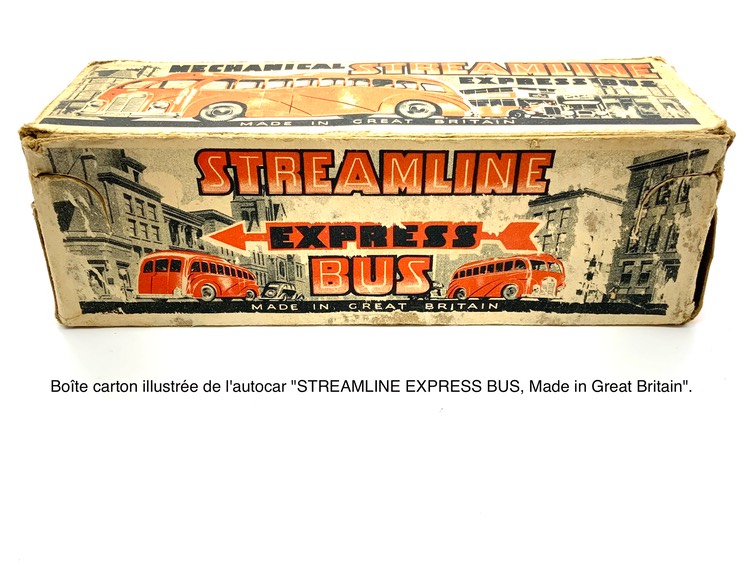 MECHANICAL STREAMLINE
EXPRESS BUS
MADE IN GREAT BRITAIN
STREAMLINE
EXPRESS
BUS
MADE IN GREAT BRITAIN
Boîte carton illustrée de l'autocar "STREAMLINE EXPRESS BUS, Made in Great Britain".